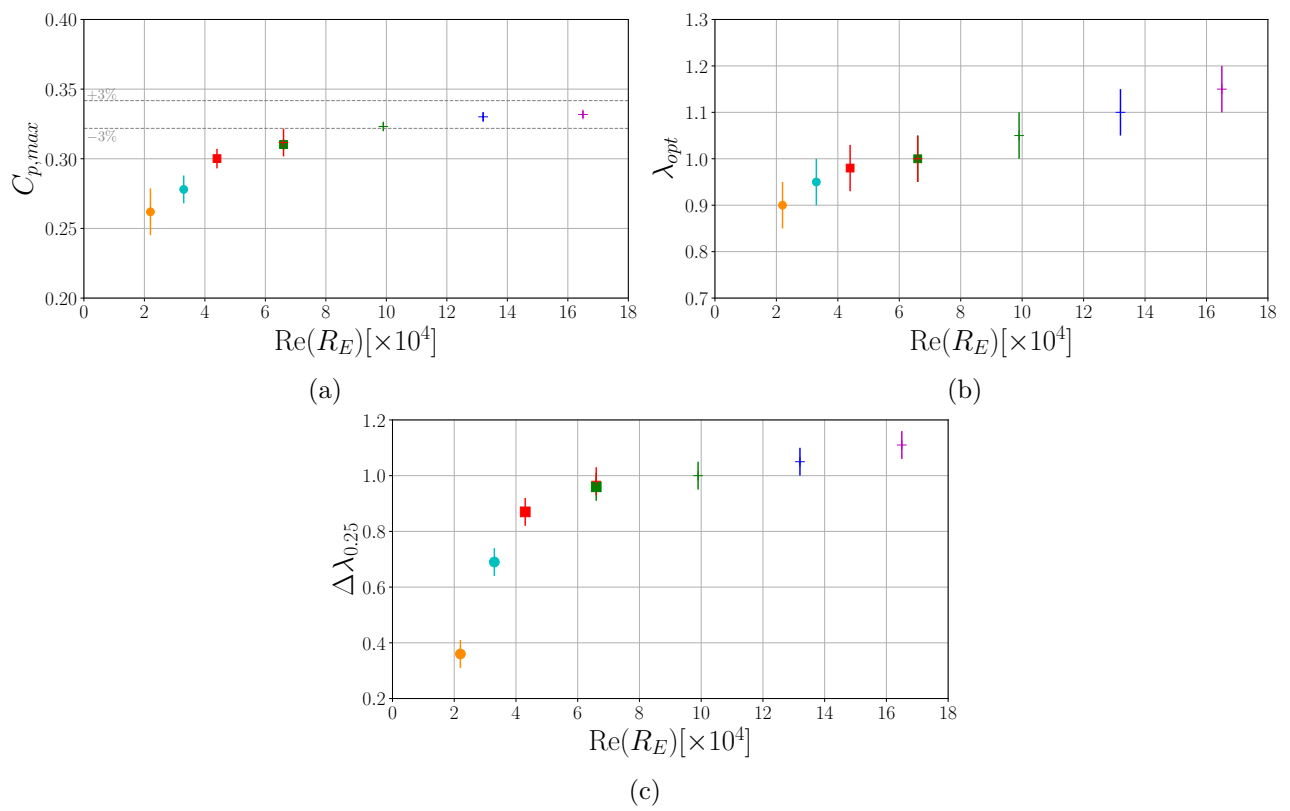 0.40
0.35
0.30
0.25
0.20
+3%
−3%
C_{p,max}
0 2 4 6 8 10 12 14 16 18
Re(R_E)[×10^4]
(a)
1.3
1.2
1.1
1.0
0.9
0.8
0.7
λ_{opt}
0 2 4 6 8 10 12 14 16 18
Re(R_E)[×10^4]
(b)
1.2
1.0
0.8
0.6
0.4
0.2
Δλ_{0.25}
0 2 4 6 8 10 12 14 16 18
Re(R_E)[×10^4]
(c)